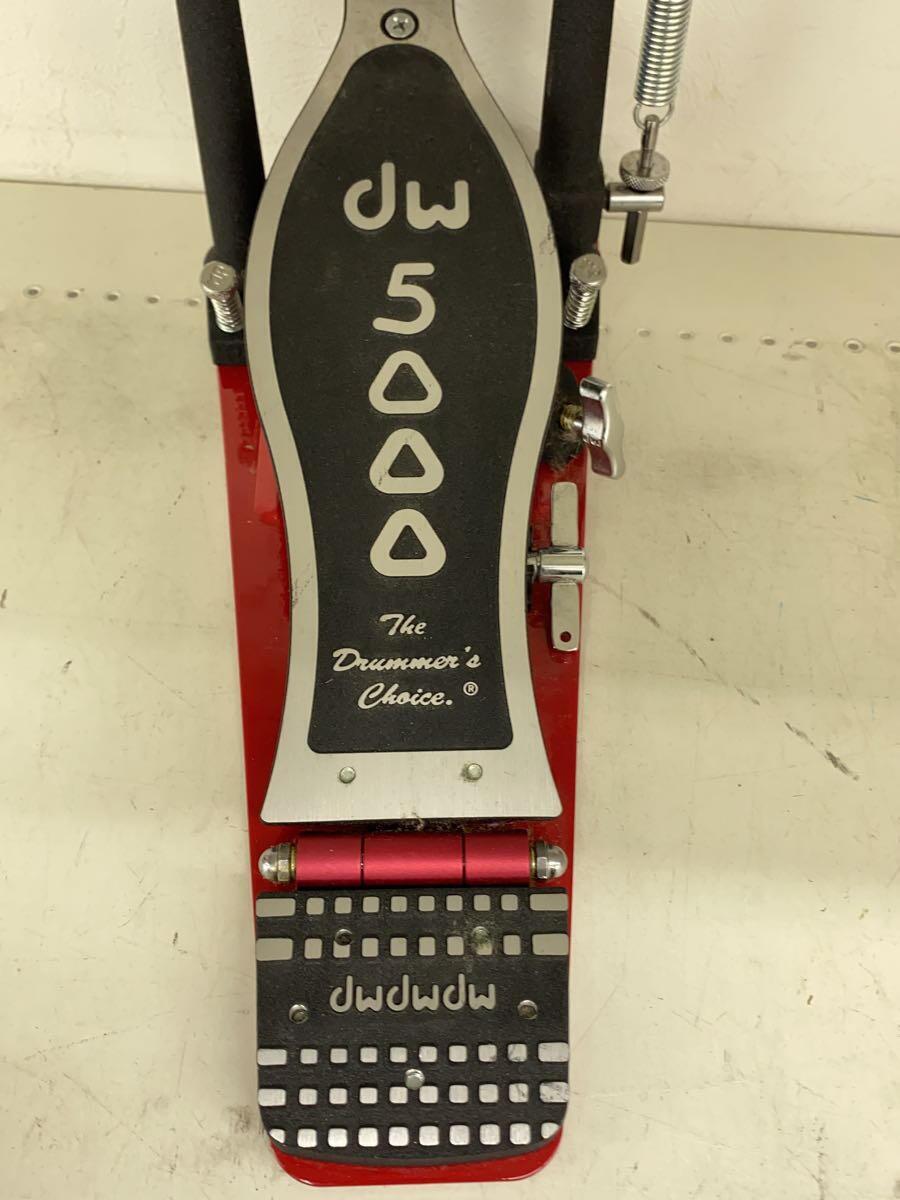 dw
5000
The
Drummer's
Choice.®
dwdwdw